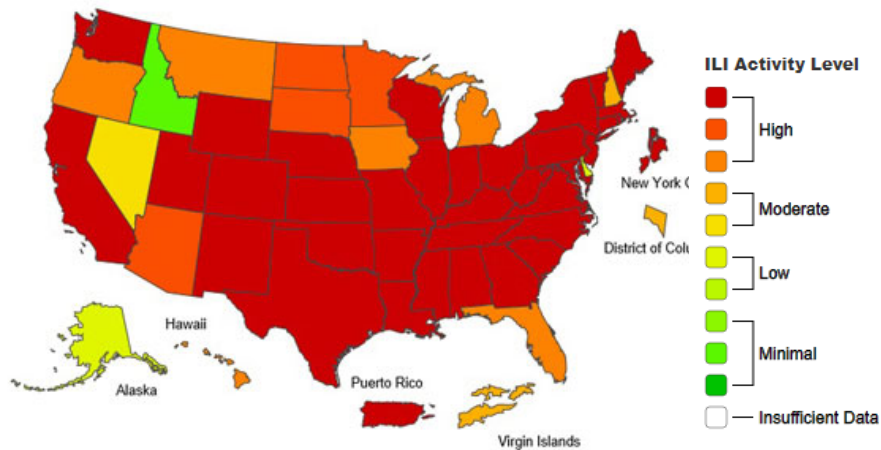 ILI Activity Level
High
Moderate
Low
Minimal
Insufficient Data
New York C
District of Colu
Hawaii
Alaska
Puerto Rico
Virgin Islands